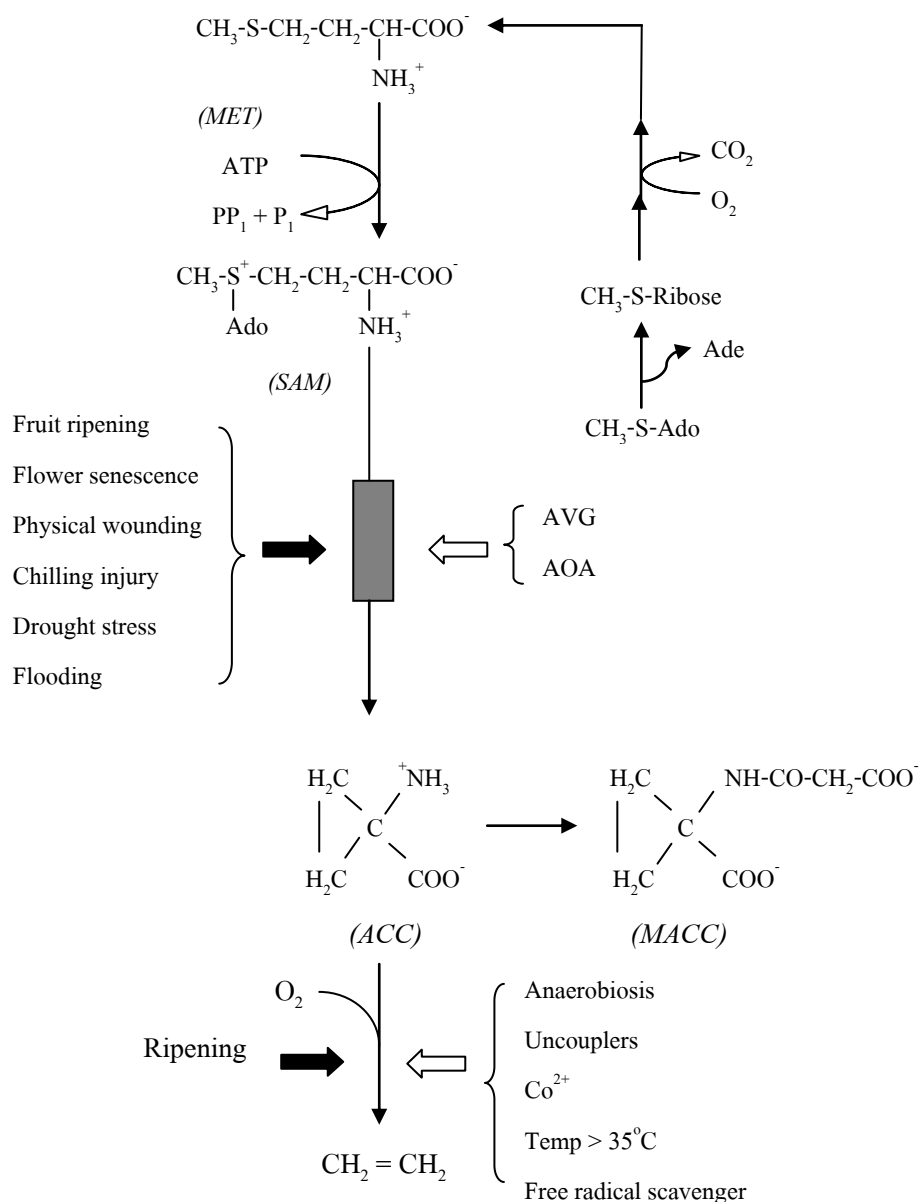 CH₃-S-CH₂-CH₂-CH-COO⁻
NH₃⁺
(MET)
ATP
PP₁ + P₁
CO₂
O₂
CH₃-S⁺-CH₂-CH₂-CH-COO⁻
Ado
NH₃⁺
(SAM)
CH₃-S-Ribose
Ade
CH₃-S-Ado
Fruit ripening
Flower senescence
Physical wounding
Chilling injury
Drought stress
Flooding
AVG
AOA
H₂C
⁺NH₃
C
H₂C
COO⁻
(ACC)
H₂C
NH-CO-CH₂-COO⁻
C
H₂C
COO⁻
(MACC)
O₂
Ripening
Anaerobiosis
Uncouplers
Co²⁺
Temp > 35°C
Free radical scavenger
CH₂ = CH₂